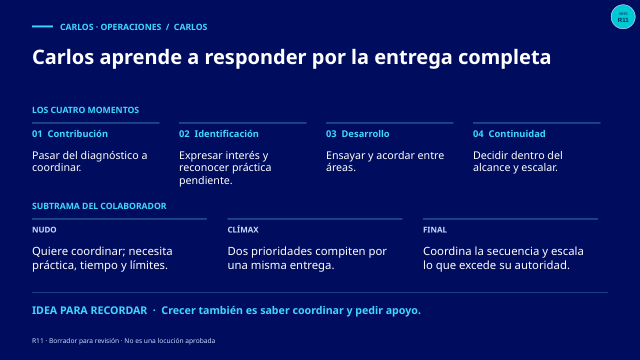 CARLOS · OPERACIONES / CARLOS
R11
Carlos aprende a responder por la entrega completa
LOS CUATRO MOMENTOS
01 Contribución
Pasar del diagnóstico a
coordinar.
02 Identificación
Expresar interés y
reconocer práctica
pendiente.
03 Desarrollo
Ensayar y acordar entre
áreas.
04 Continuidad
Decidir dentro del
alcance y escalar.
SUBTRAMA DEL COLABORADOR
NUDO
Quiere coordinar; necesita
práctica, tiempo y límites.
CLÍMAX
Dos prioridades compiten por
una misma entrega.
FINAL
Coordina la secuencia y escala
lo que excede su autoridad.
IDEA PARA RECORDAR · Crecer también es saber coordinar y pedir apoyo.
R11 · Borrador para revisión · No es una locución aprobada